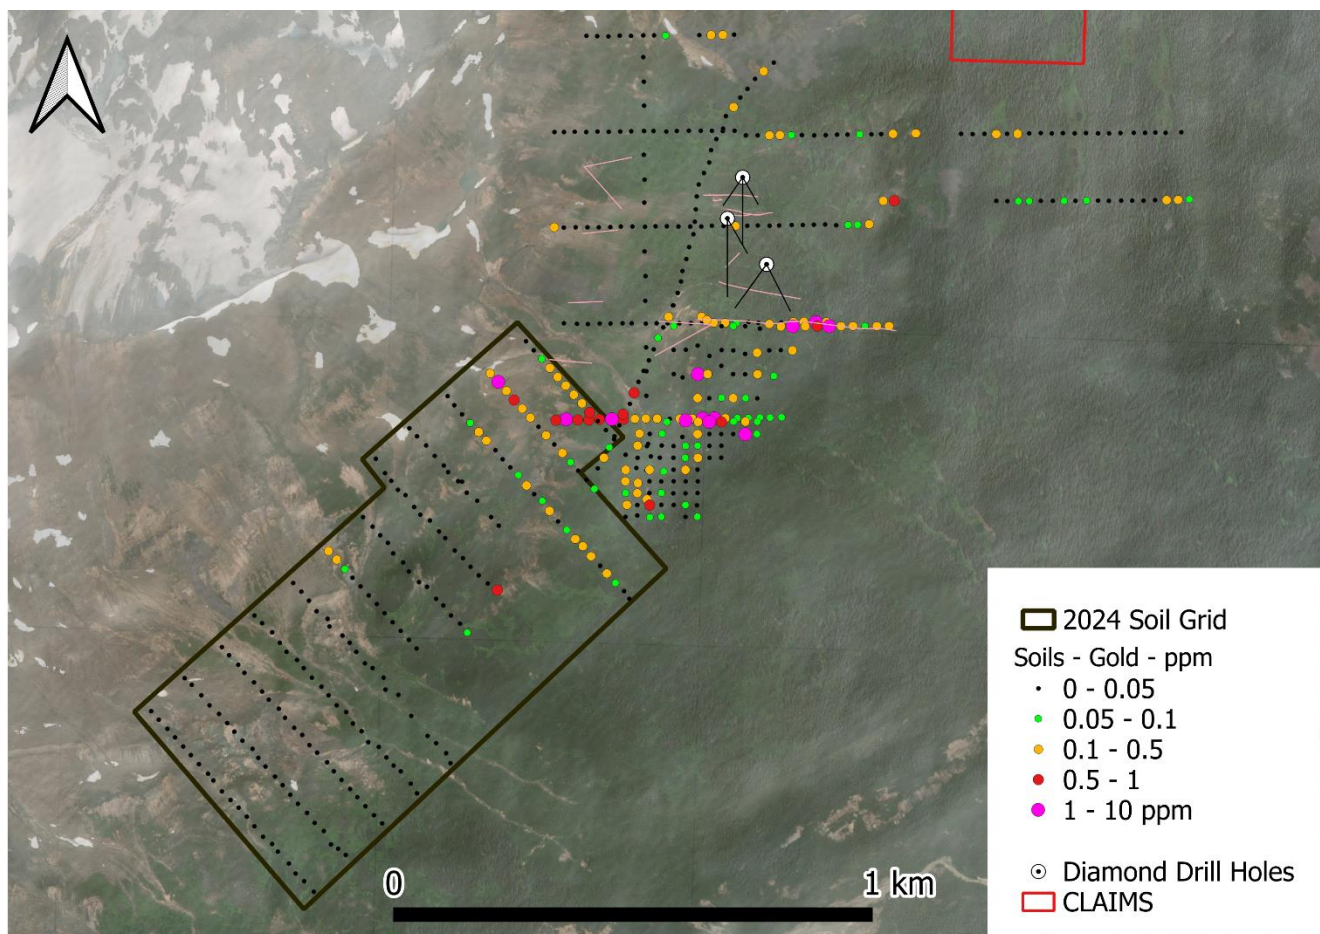 2024 Soil Grid
Soils - Gold - ppm
0 - 0.05
0.05 - 0.1
0.1 - 0.5
0.5 - 1
1 - 10 ppm
Diamond Drill Holes
CLAIMS
0 1 km